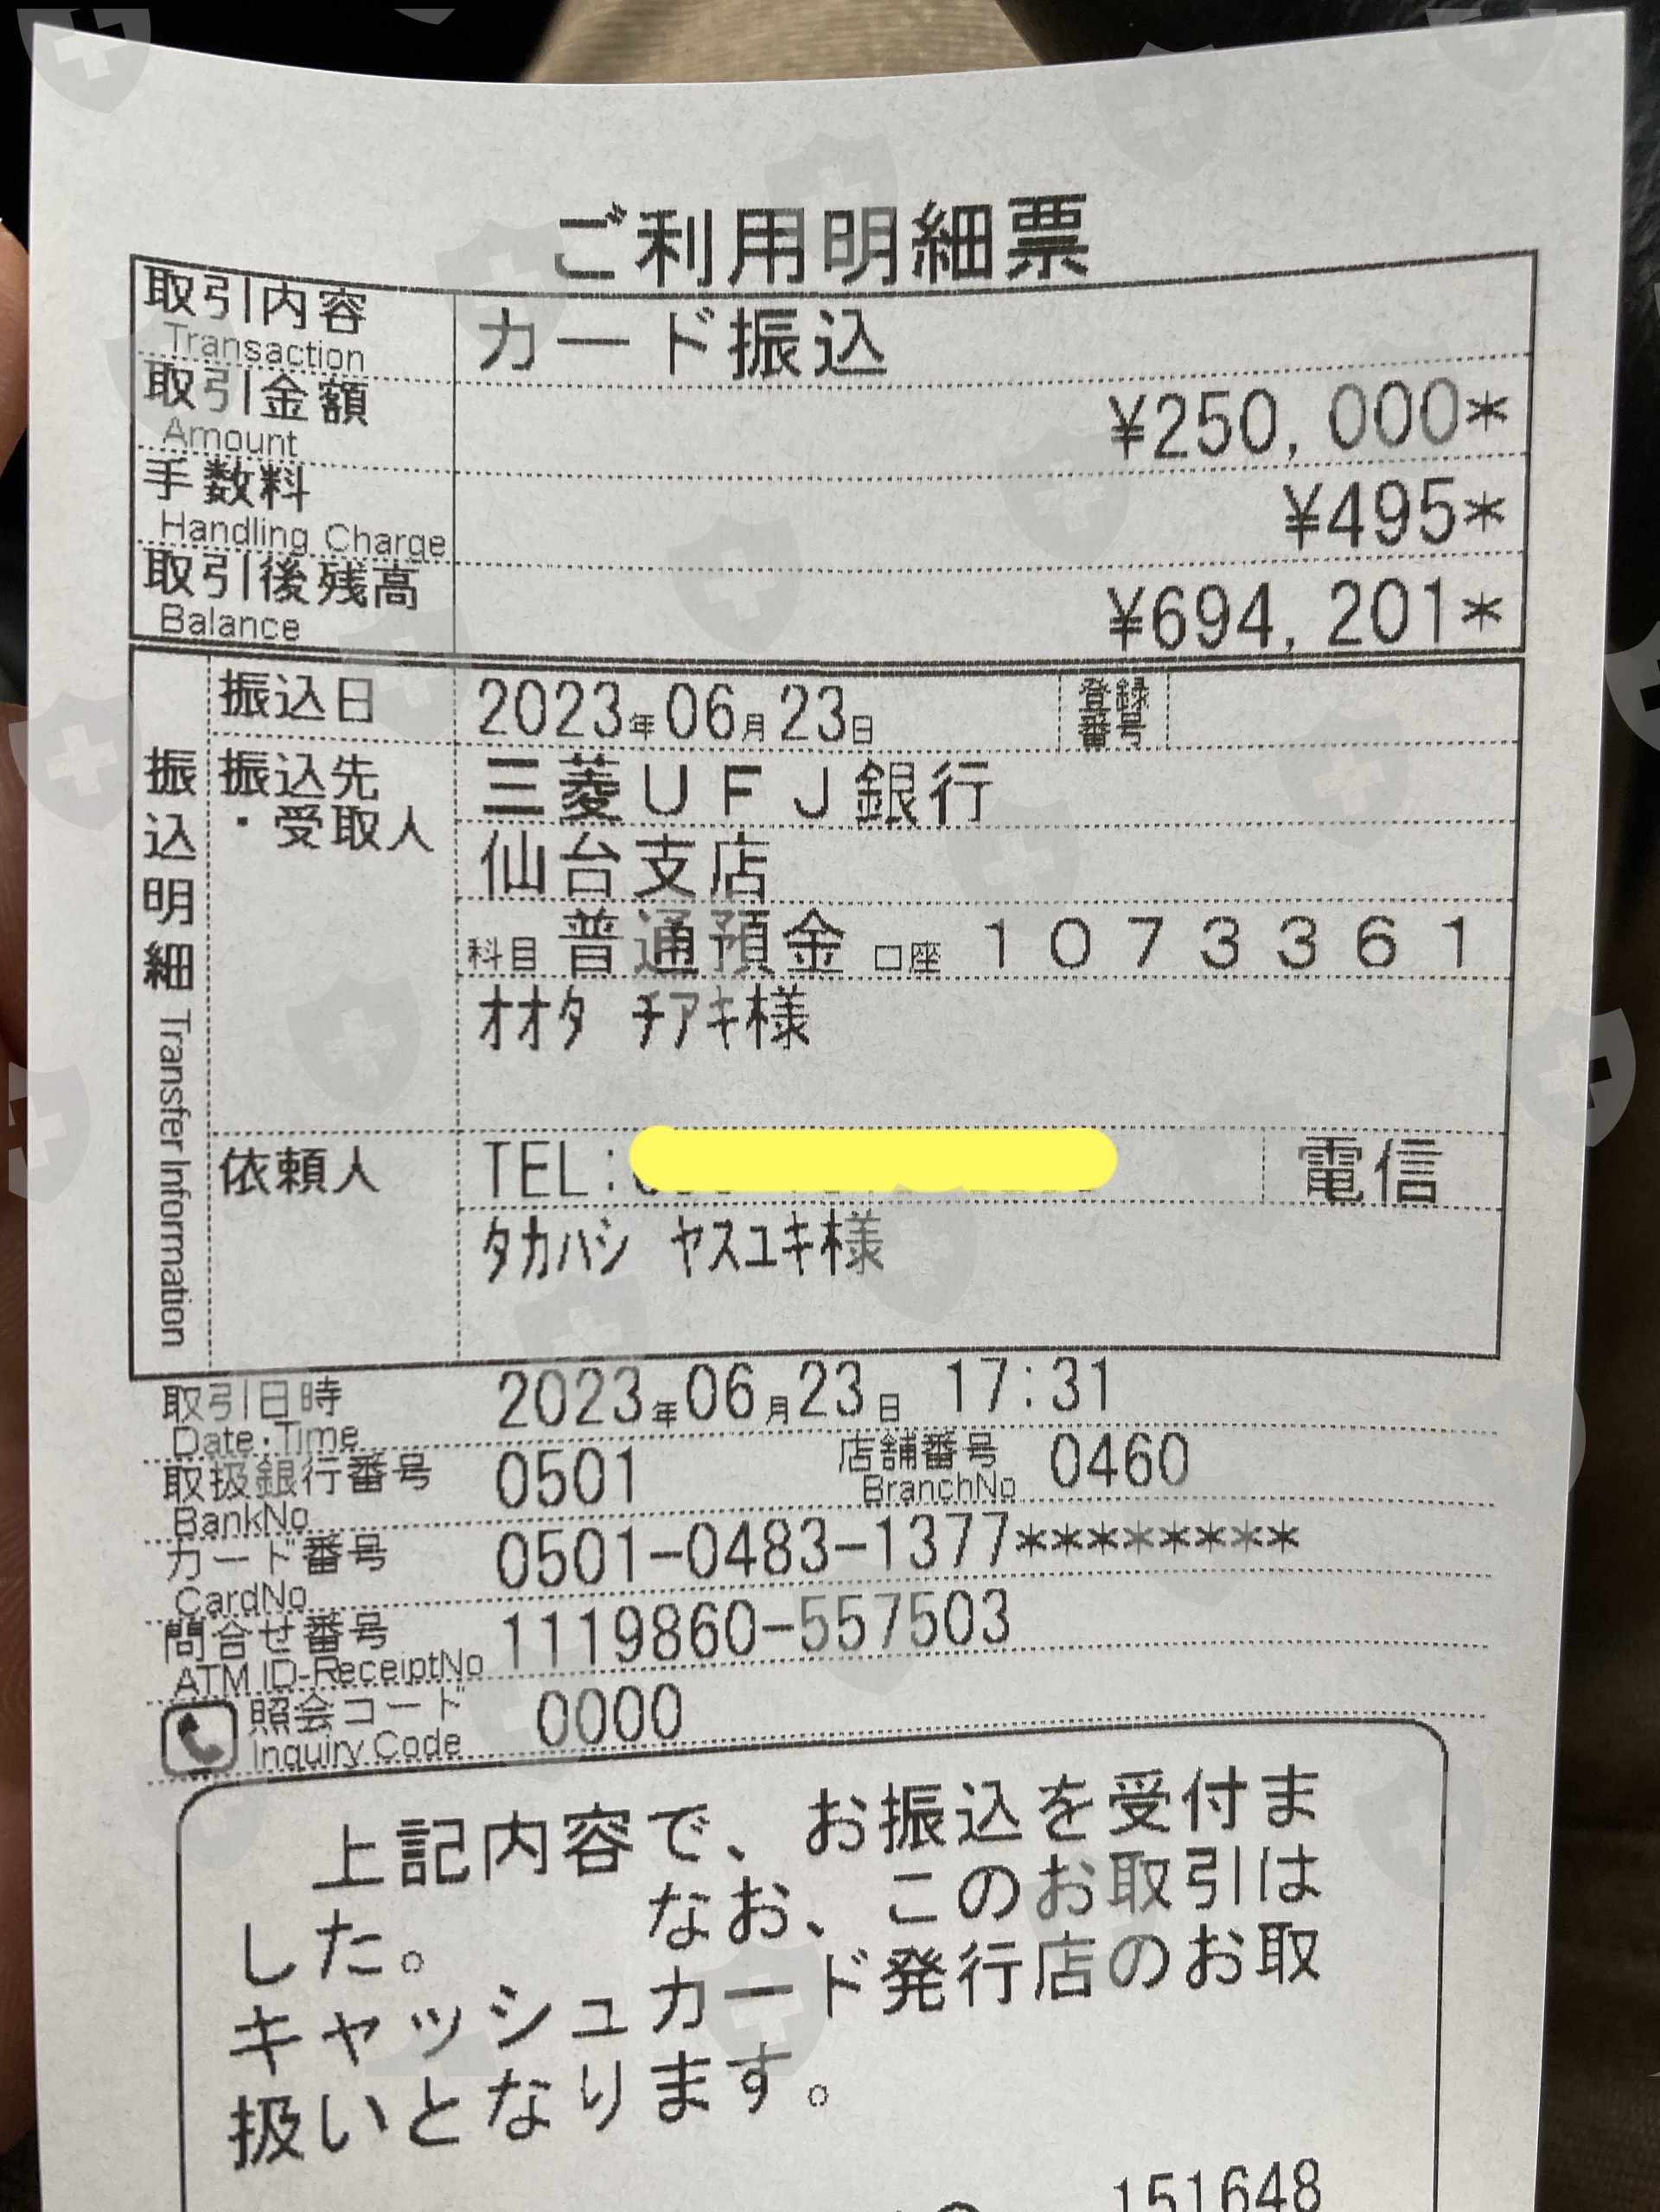 ご利用明細票
取引内容 カード振込
Transaction
取引金額 ¥250,000*
Amount
手数料 ¥495*
Handling Charge
取引後残高 ¥694,201*
Balance
振込明細 Transfer Information
振込日 2023年06月23日 登録番号
振込先 三菱UFJ銀行
・受取人
仙台支店
科目 普通預金 口座 1073361
オオタ チアキ様
依頼人 TEL: 電信
タカハシ ヤスユキ様
取引日時 2023年06月23日 17:31
Date・Time
取扱銀行番号 0501 店舗番号 0460
BankNo BranchNo
カード番号 0501-0483-1377********
CardNo
問合せ番号 1119860-557503
ATM ID-ReceiptNo
照会コード 0000
Inquiry Code
上記内容で、お振込を受付ま
した。 なお、このお取引は
キャッシュカード発行店のお取
扱いとなります。
151648